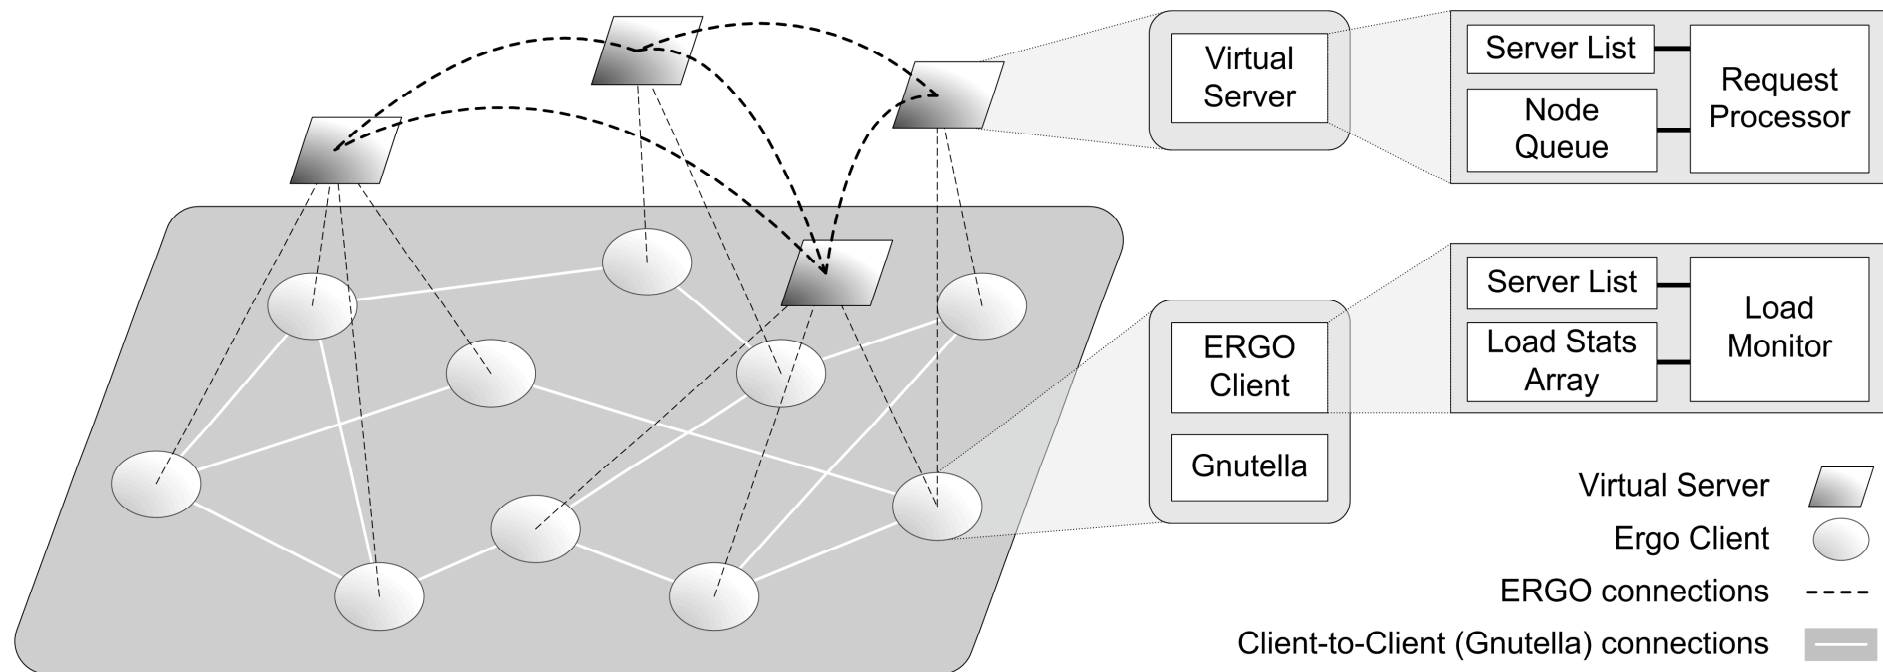 Virtual
Server
Server List
Node
Queue
Request
Processor
ERGO
Client
Gnutella
Server List
Load Stats
Array
Load
Monitor
Virtual Server
Ergo Client
ERGO connections
Client-to-Client (Gnutella) connections